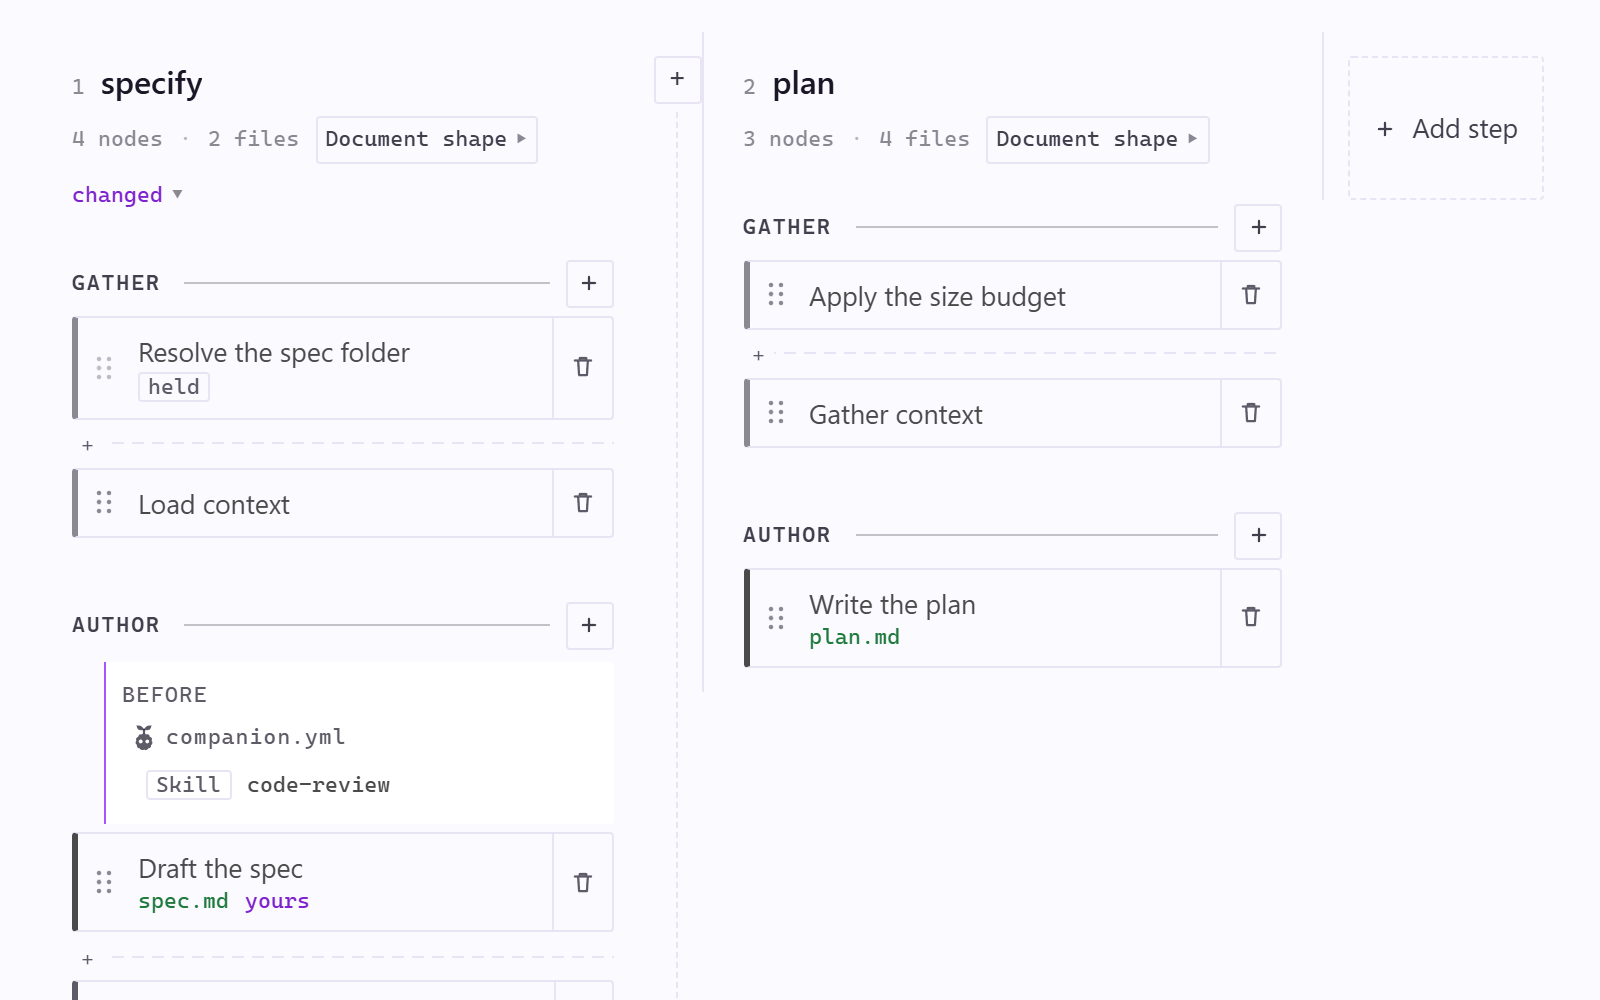 1 specify
4 nodes · 2 files Document shape ▸
changed ▾
GATHER +
Resolve the spec folder
held
+
Load context
AUTHOR +
BEFORE
companion.yml
Skill code-review
Draft the spec
spec.md yours
+
+
2 plan
3 nodes · 4 files Document shape ▸
GATHER +
Apply the size budget
+
Gather context
AUTHOR +
Write the plan
plan.md
+ Add step